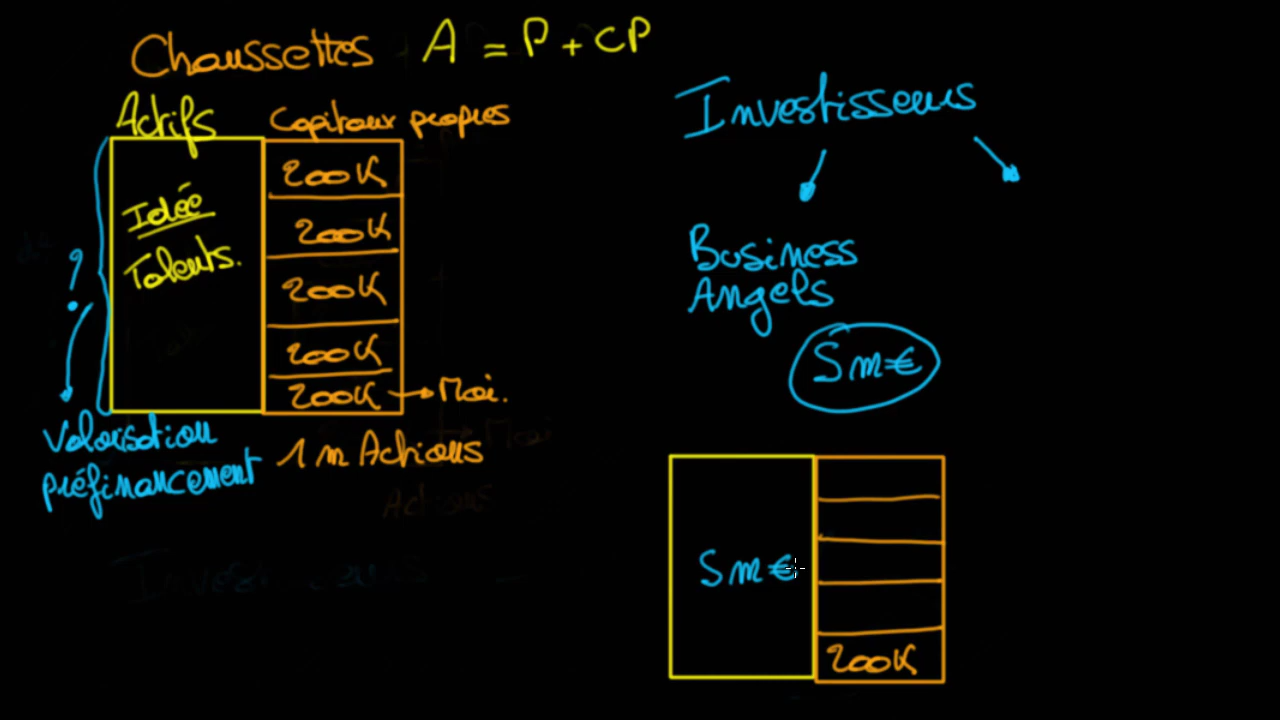 Chaussettes
A = P + CP
Actifs
Capitaux propres
Idée
Talents.
200K
200K
200K
200K
200K → Moi.
1 m Actions
?
Valorisation
préfinancement
Investisseurs
Business
Angels
5m€
5m€
200K